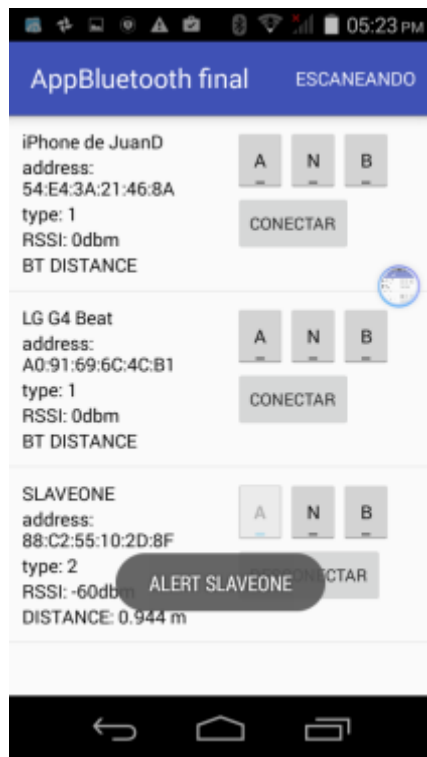 05:23 PM
AppBluetooth final ESCANEANDO
iPhone de JuanD
address:
54:E4:3A:21:46:8A
type: 1
RSSI: 0dbm
BT DISTANCE
A N B
CONECTAR
LG G4 Beat
address:
A0:91:69:6C:4C:B1
type: 1
RSSI: 0dbm
BT DISTANCE
A N B
CONECTAR
SLAVEONE
address:
88:C2:55:10:2D:8F
type: 2
RSSI: -60dbm
DISTANCE: 0.944 m
A N B
DESCONECTAR
ALERT SLAVEONE